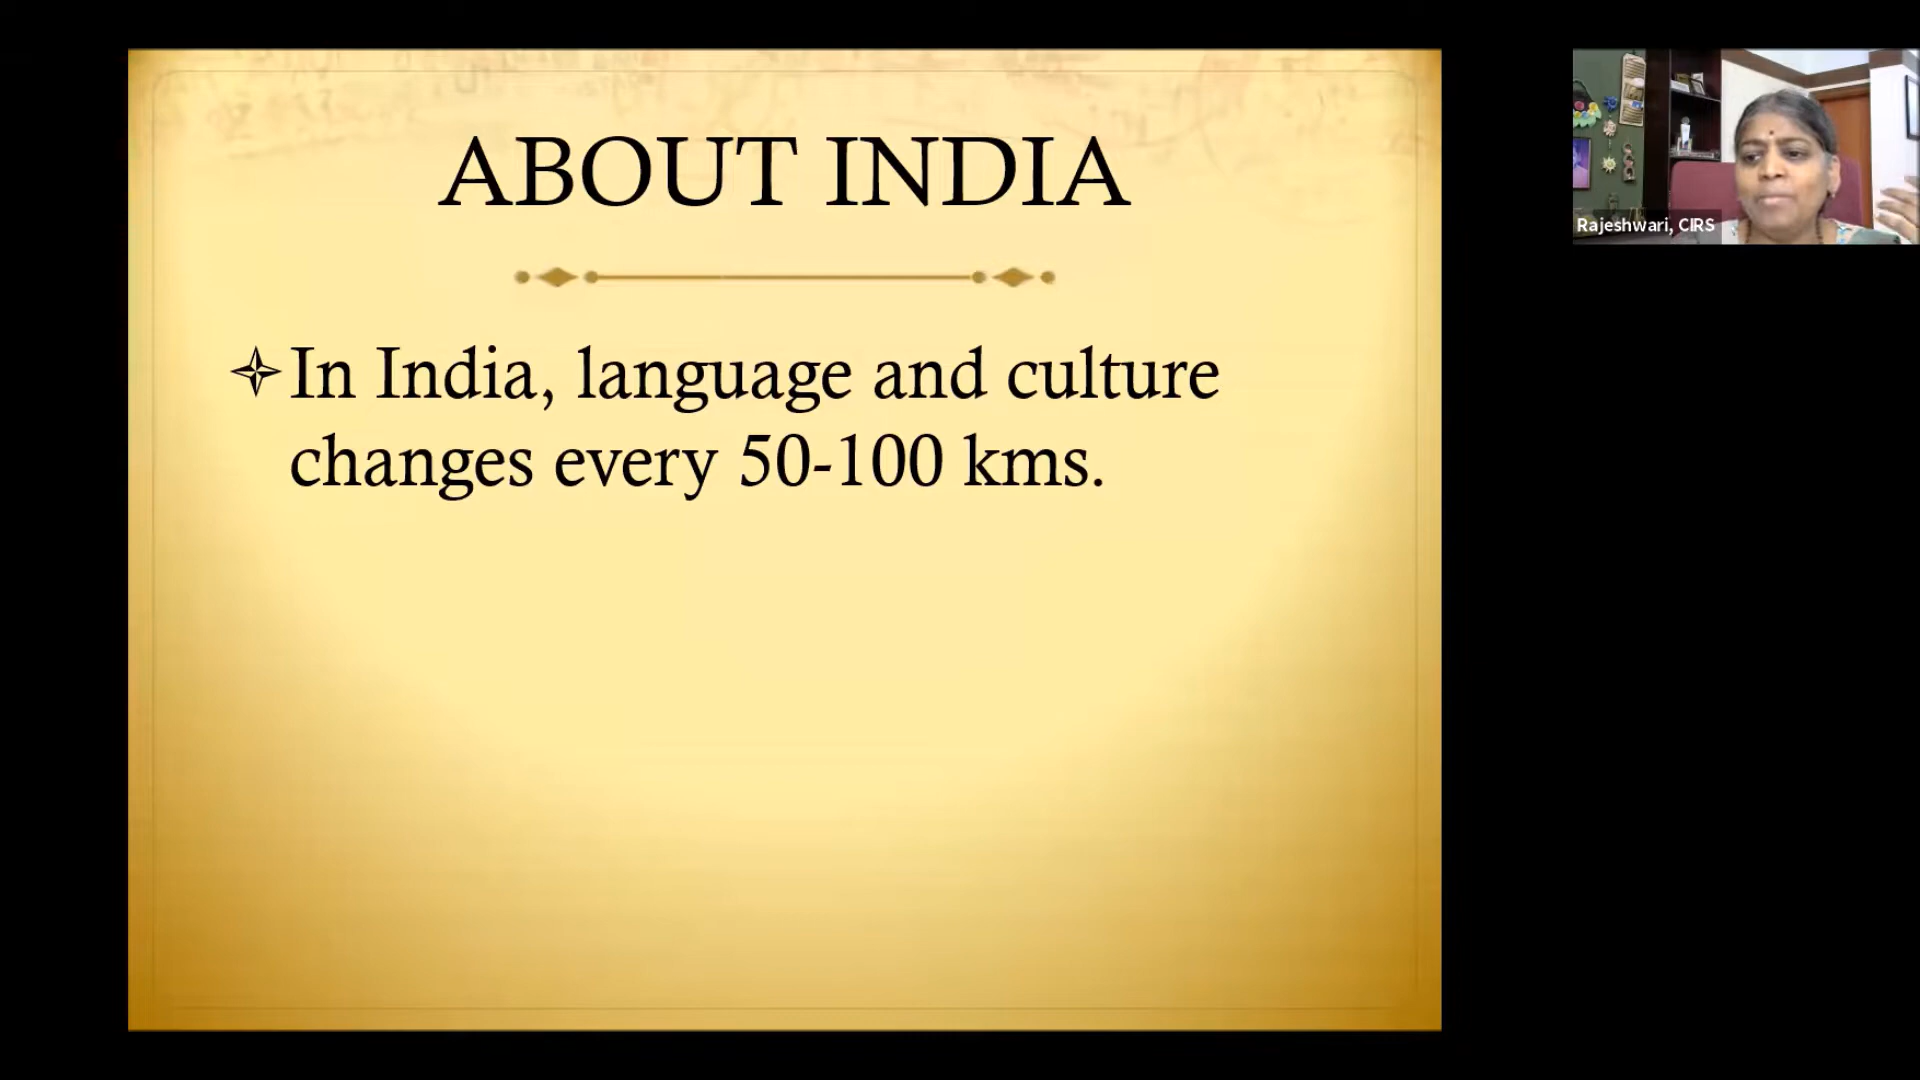 ABOUT INDIA
In India, language and culture
changes every 50-100 kms.
Rajeshwari, CIRS